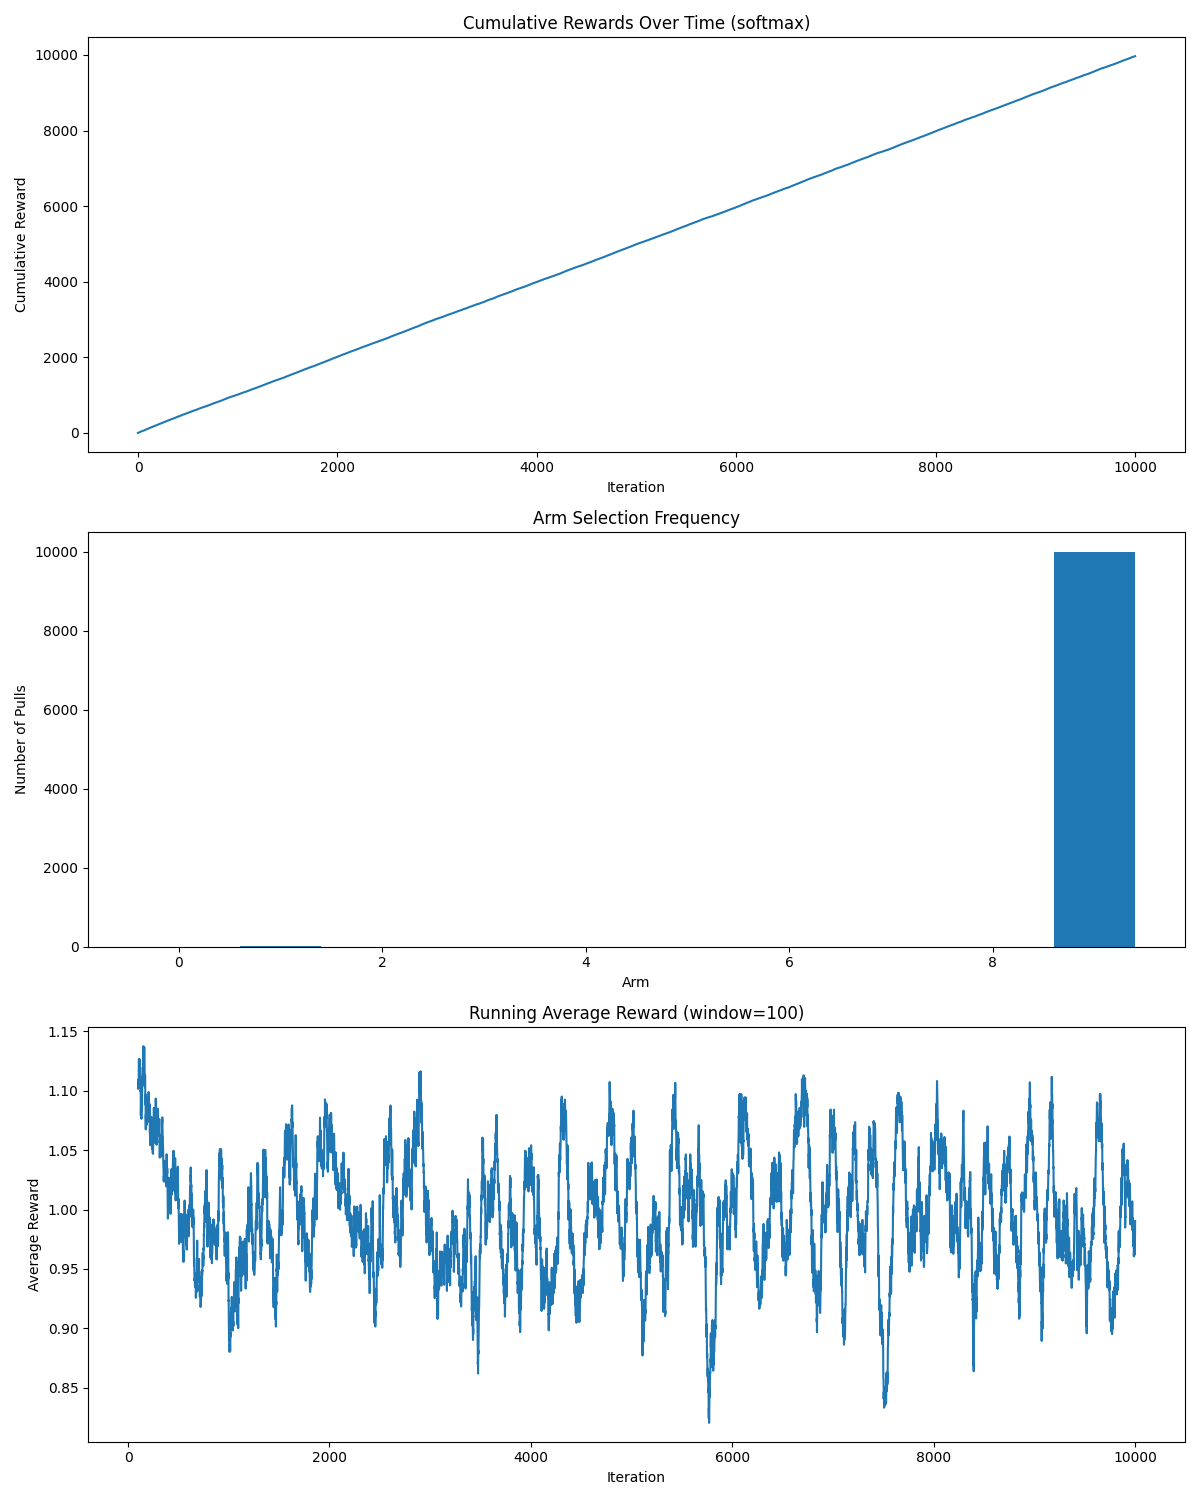 Cumulative Rewards Over Time (softmax)
10000
8000
6000
4000
2000
0
Cumulative Reward
0 2000 4000 6000 8000 10000
Iteration
Arm Selection Frequency
10000
8000
6000
4000
2000
0
Number of Pulls
0 2 4 6 8
Arm
Running Average Reward (window=100)
1.15
1.10
1.05
1.00
0.95
0.90
0.85
Average Reward
0 2000 4000 6000 8000 10000
Iteration